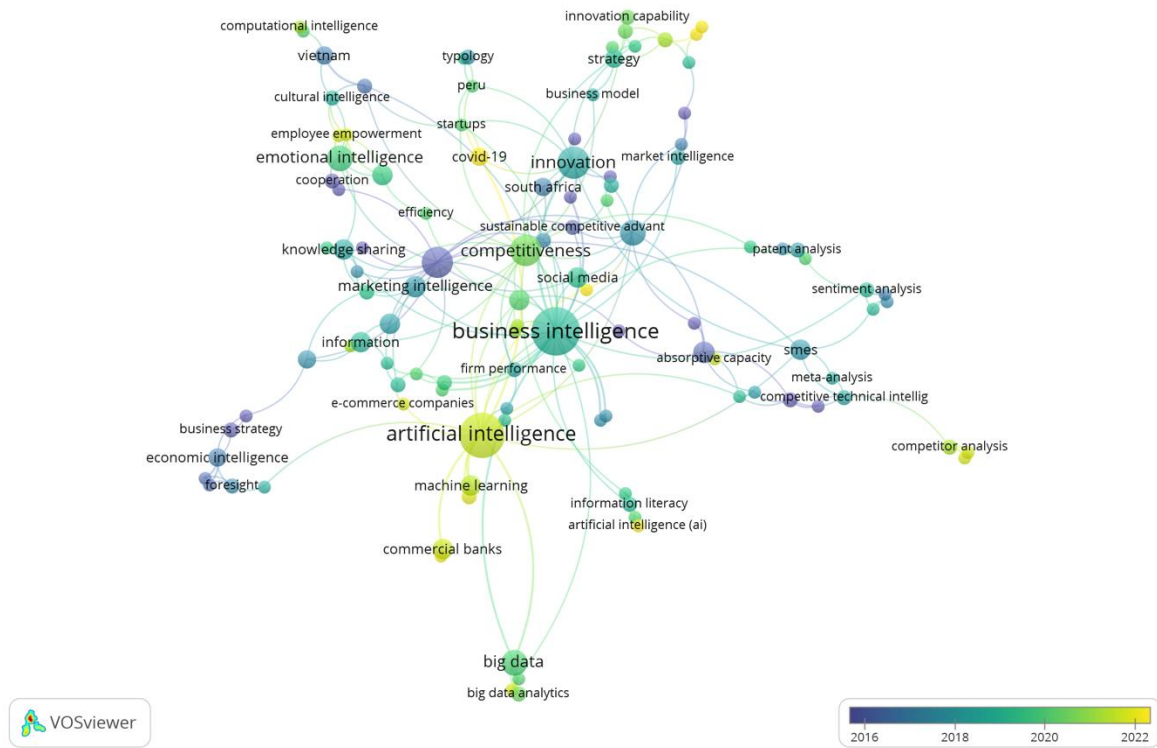 innovation capability
computational intelligence
vietnam
typology
strategy
peru
business model
cultural intelligence
startups
employee empowerment
emotional intelligence
covid-19
innovation
market intelligence
cooperation
south africa
efficiency
sustainable competitive advant
knowledge sharing
competitiveness
patent analysis
marketing intelligence
social media
sentiment analysis
business intelligence
information
absorptive capacity
smes
firm performance
meta-analysis
e-commerce companies
competitive technical intellig
business strategy
artificial intelligence
competitor analysis
economic intelligence
foresight
machine learning
information literacy
artificial intelligence (ai)
commercial banks
big data
big data analytics
VOSviewer
2016 2018 2020 2022